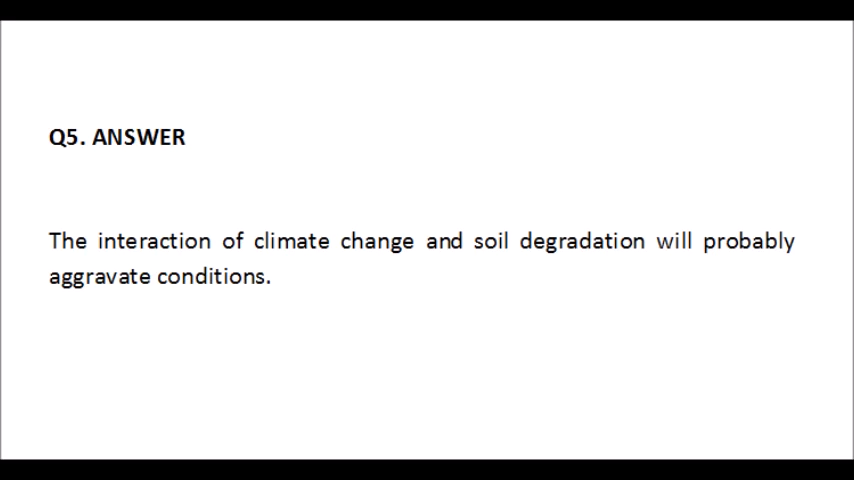 Q5. ANSWER
The interaction of climate change and soil degradation will probably
aggravate conditions.